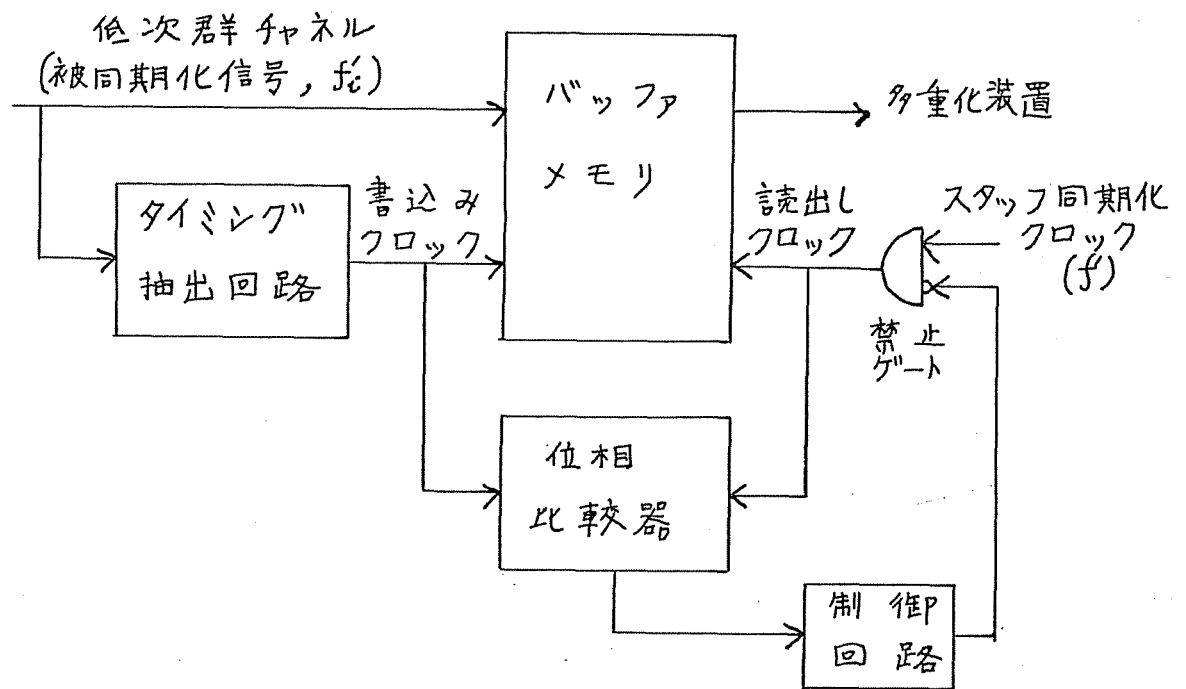 低次群チャネル
(被同期化信号, fi)
バッファ
メモリ
多重化装置
タイミング
抽出回路
書込み
クロック
読出し
クロック
スタッフ同期化
クロック
(f)
禁止
ゲート
位相
比較器
制御
回路